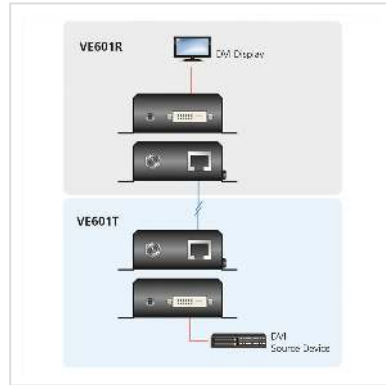 VE601R
DVI Display
VE601T
DVI
Source Device